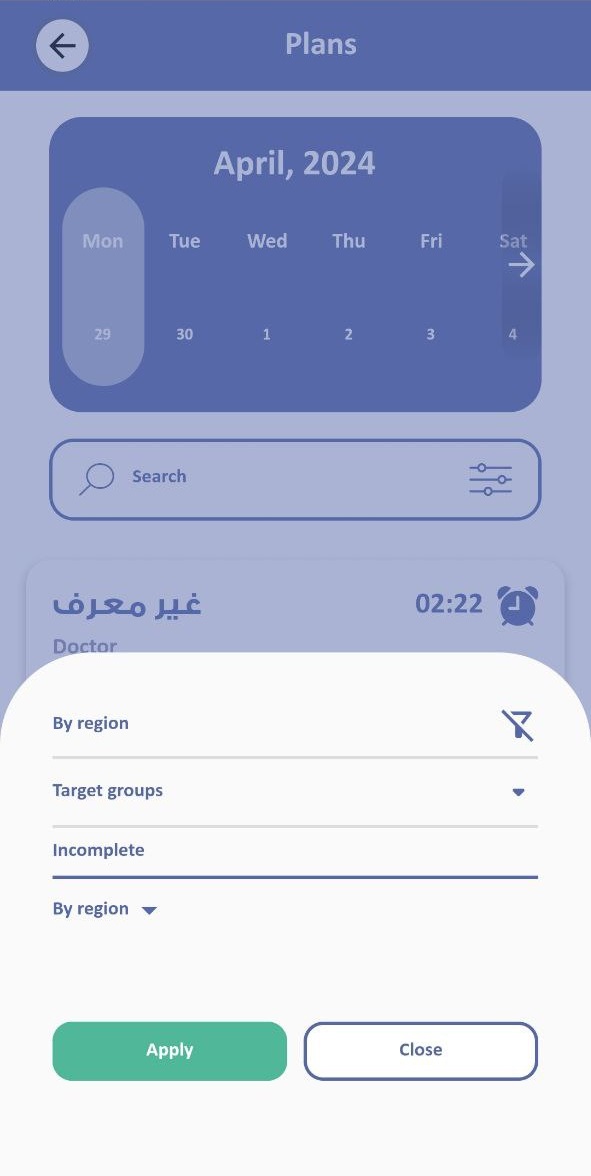 Plans
April, 2024
Mon Tue Wed Thu Fri Sat
29 30 1 2 3 4
Search
غير معرف 02:22
Doctor
By region
Target groups
Incomplete
By region
Apply Close